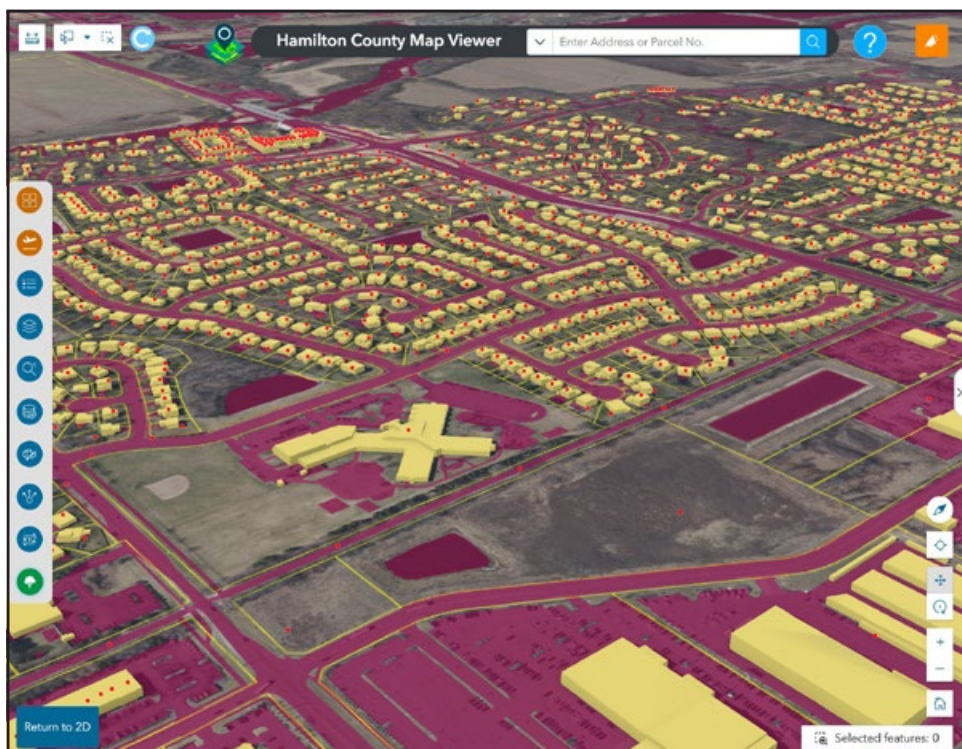 Hamilton County Map Viewer
Enter Address or Parcel No.
?
Return to 2D
Selected features: 0